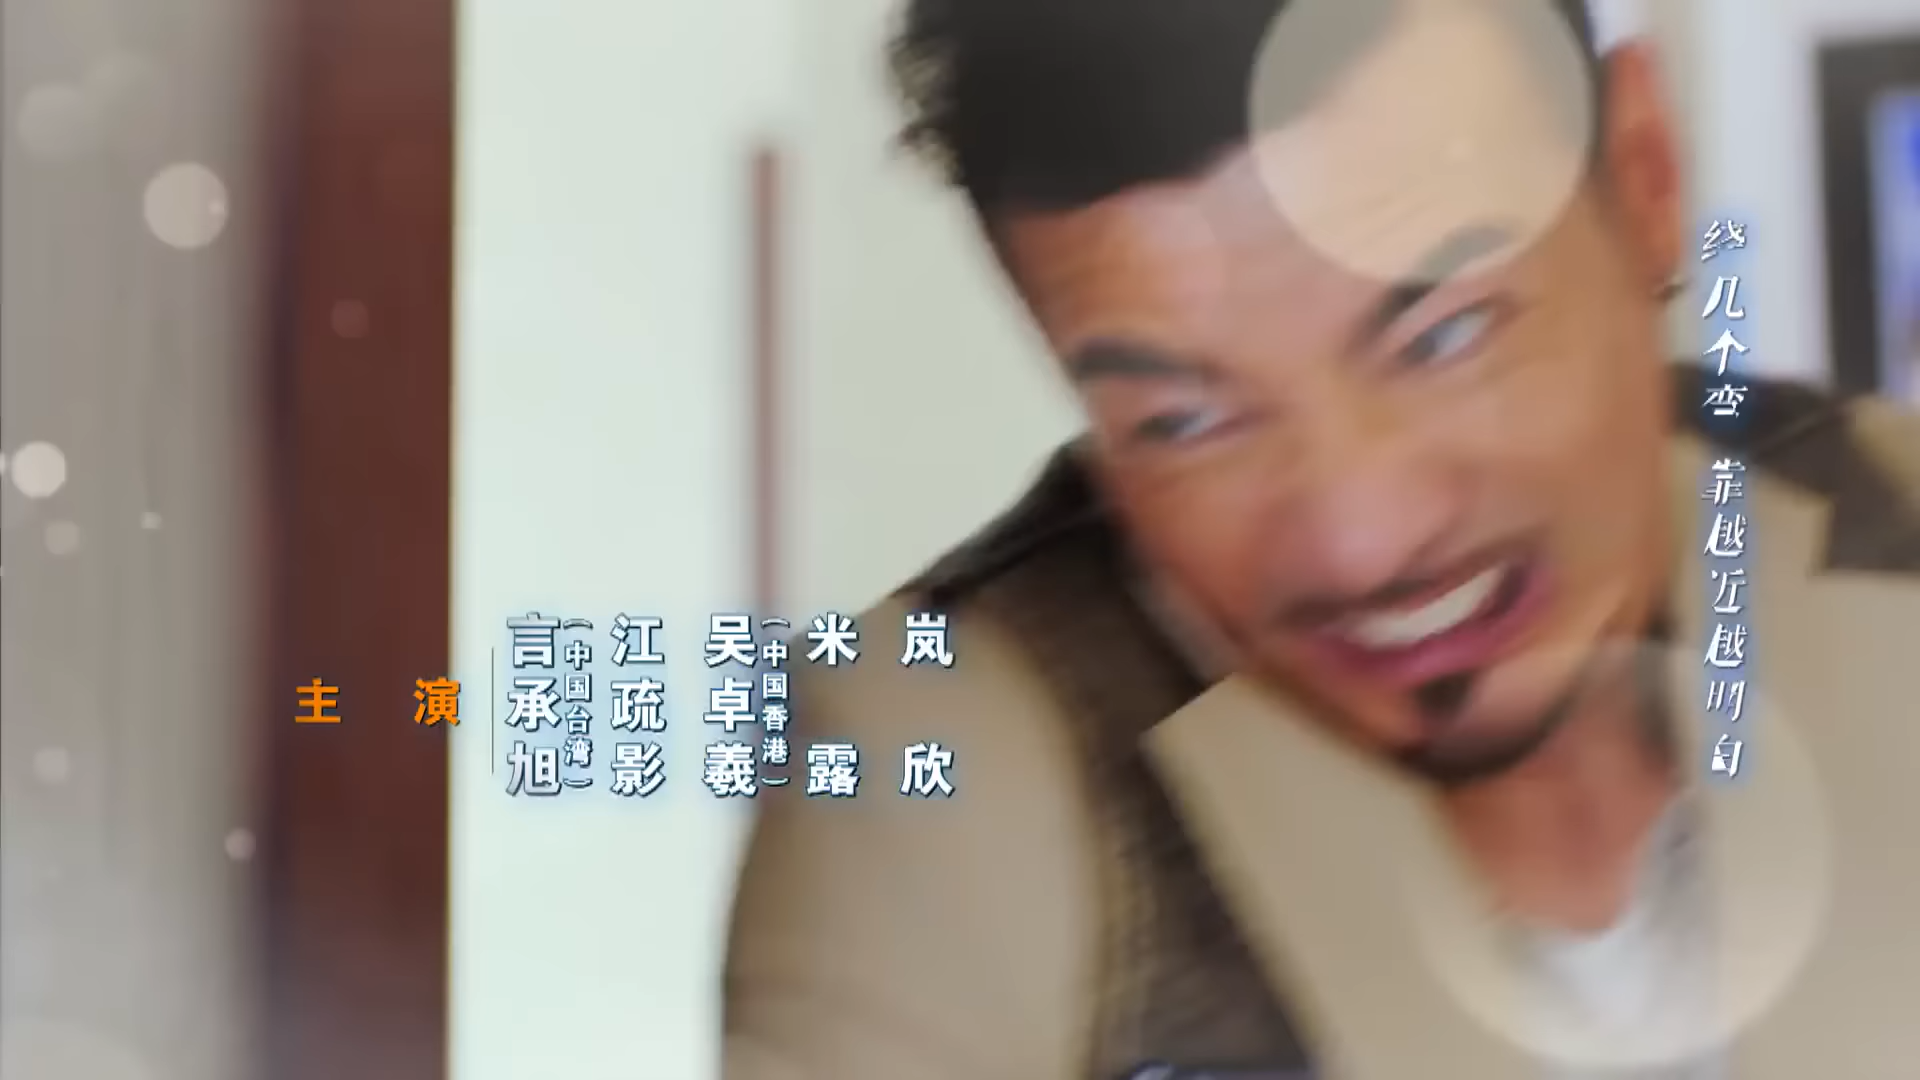 主演
言承旭
（中国台湾）
江疏影
吴卓羲
（中国香港）
米露
岚欣
绕几个弯 靠越近越明白